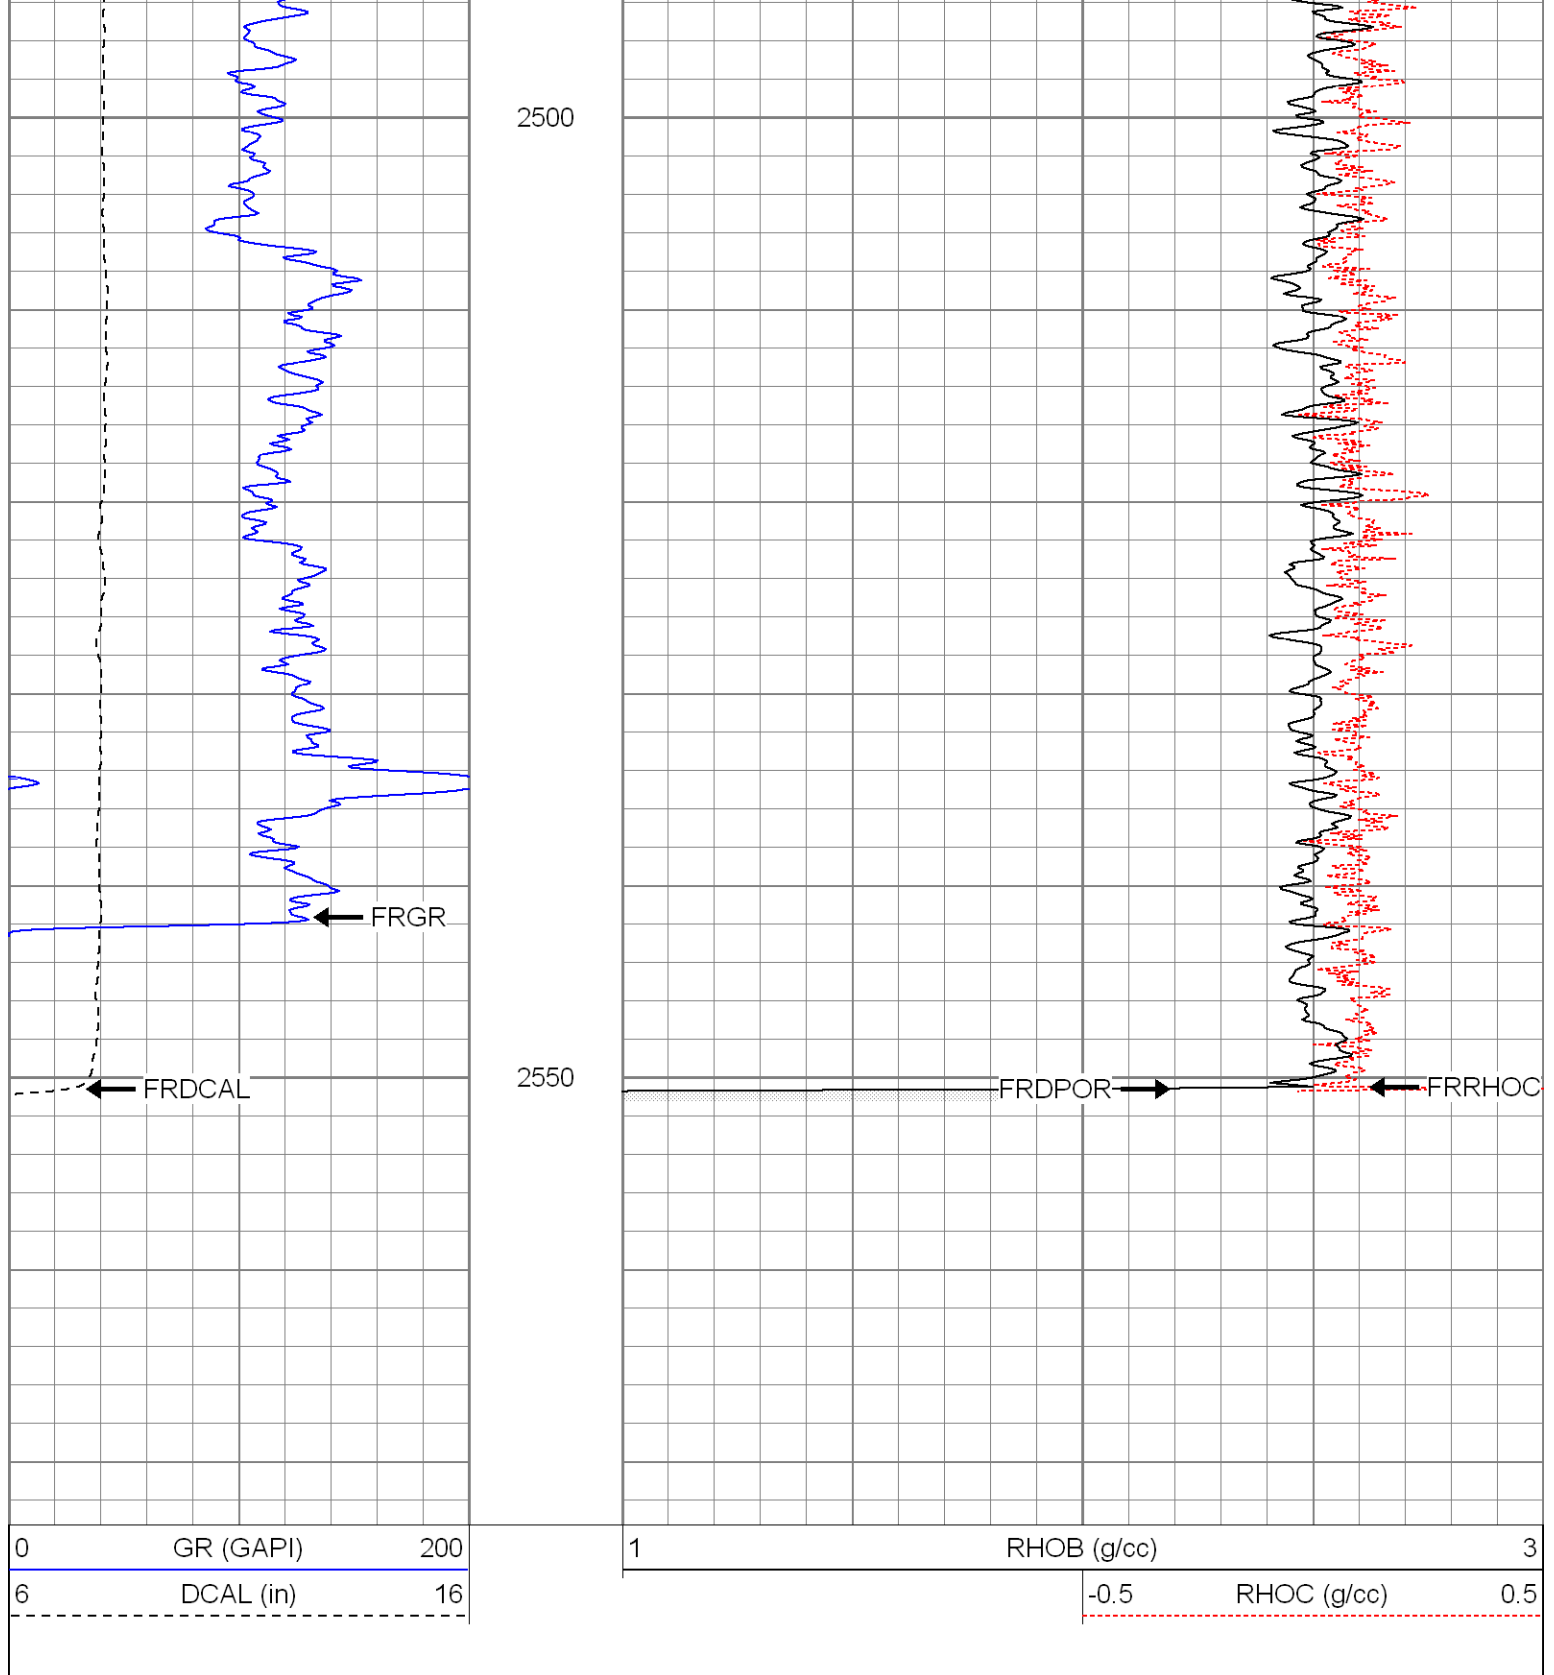 2500
FRGR
2550
FRDCAL
FRDPOR
FRRHOC
0 GR (GAPI) 200
1 RHOB (g/cc) 3
6 DCAL (in) 16
-0.5 RHOC (g/cc) 0.5